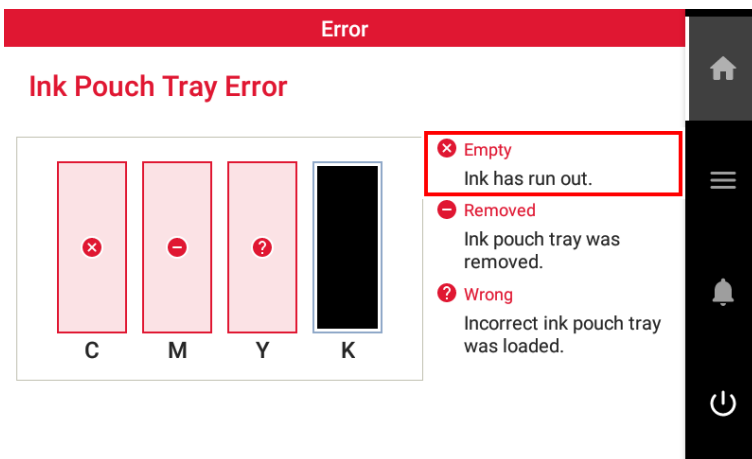 Error
Ink Pouch Tray Error
C M Y K
Empty
Ink has run out.
Removed
Ink pouch tray was
removed.
Wrong
Incorrect ink pouch tray
was loaded.